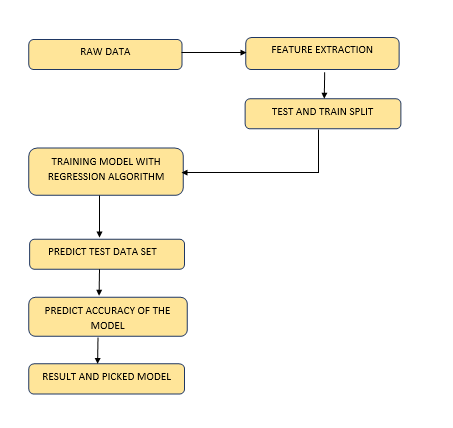 RAW DATA
FEATURE EXTRACTION
TEST AND TRAIN SPLIT
TRAINING MODEL WITH
REGRESSION ALGORITHM
PREDICT TEST DATA SET
PREDICT ACCURACY OF THE
MODEL
RESULT AND PICKED MODEL